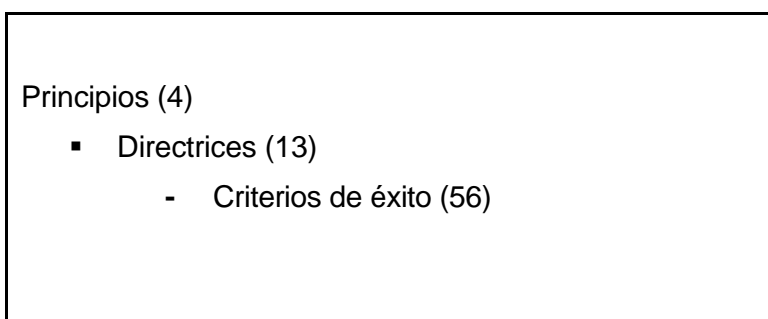 Principios (4)
▪ Directrices (13)
- Criterios de éxito (56)